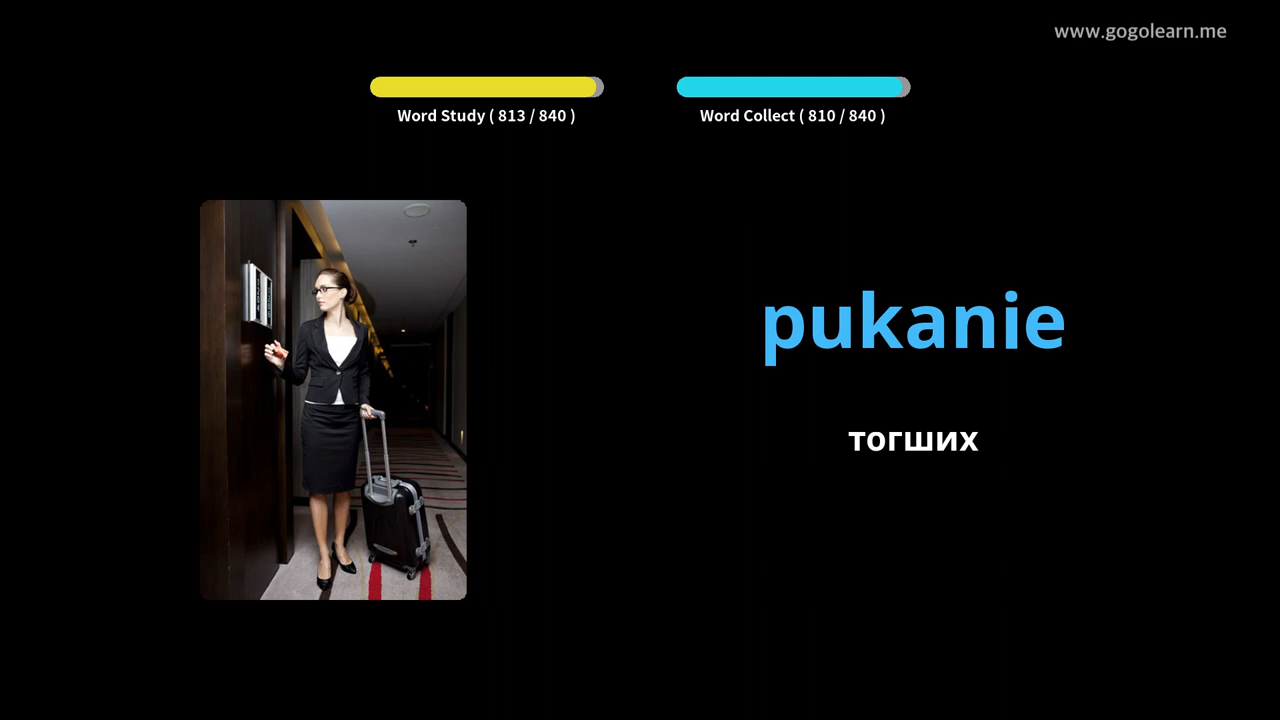 www.gogolearn.me
Word Study ( 813 / 840 )
Word Collect ( 810 / 840 )
pukanie
тогших